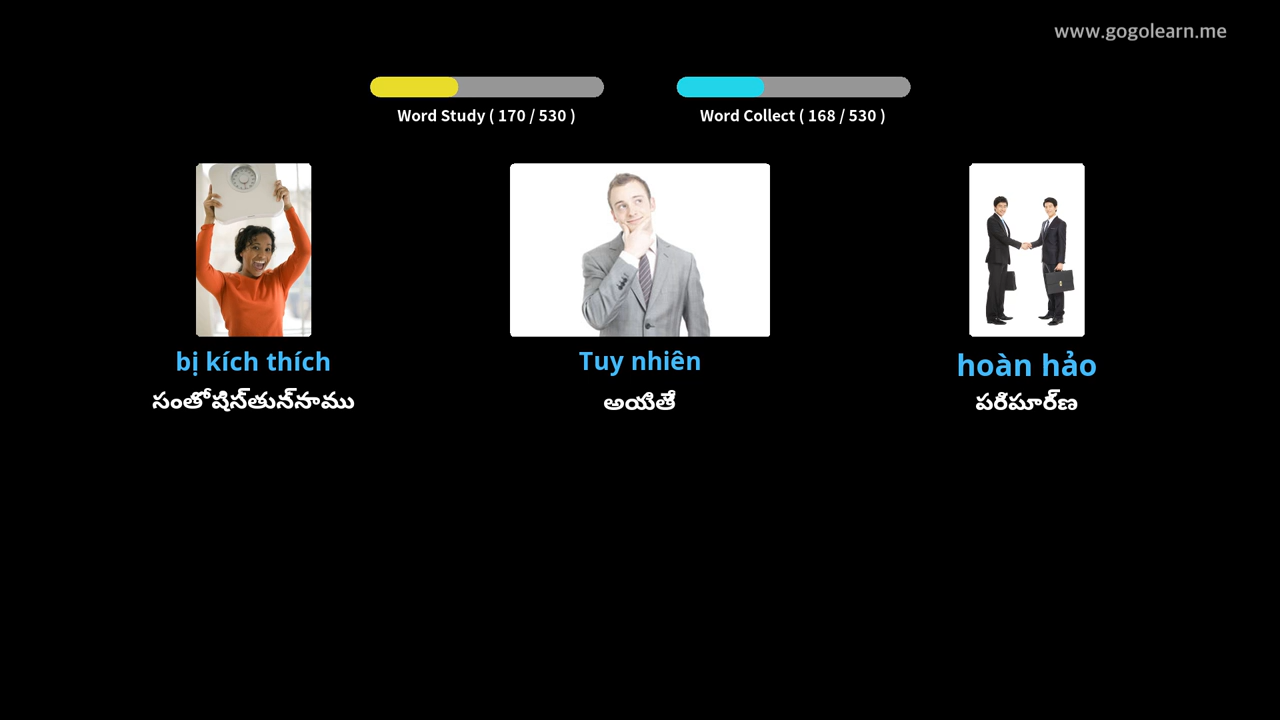 www.gogolearn.me
Word Study ( 170 / 530 )
Word Collect ( 168 / 530 )
bị kích thích
Tuy nhiên
hoàn hảo
సంతోషిన్‌తున్‌నాము
అయితే
పరిపూర్‌ణ